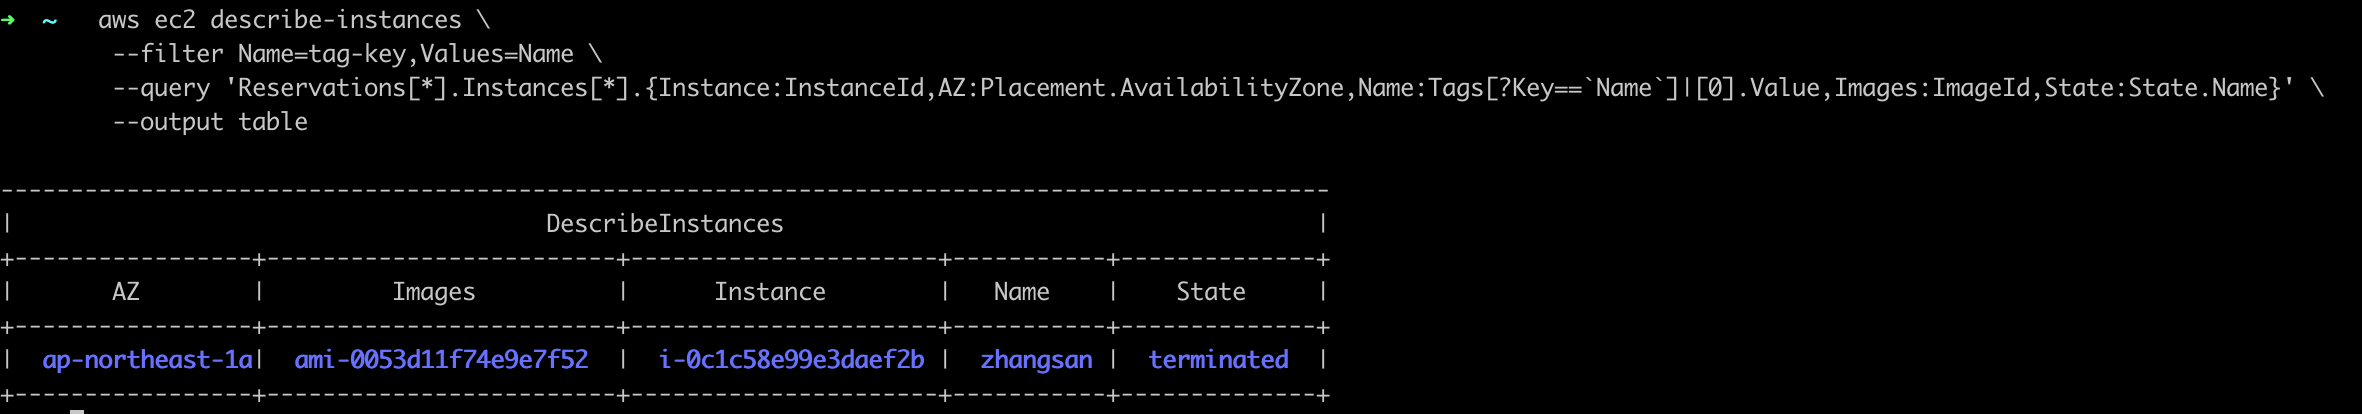 ➜ ~ aws ec2 describe-instances \
--filter Name=tag-key,Values=Name \
--query 'Reservations[*].Instances[*].{Instance:InstanceId,AZ:Placement.AvailabilityZone,Name:Tags[?Key==`Name`]|[0].Value,Images:ImageId,State:State.Name}' \
--output table
-----------------------------------------------------------------------------------------------
|                                      DescribeInstances                                      |
+-----------------+-------------------------+----------------------+-----------+--------------+
|       AZ        |         Images          |      Instance        |   Name    |    State     |
+-----------------+-------------------------+----------------------+-----------+--------------+
|  ap-northeast-1a|  ami-0053d11f74e9e7f52  |  i-0c1c58e99e3daef2b |  zhangsan |  terminated  |
+-----------------+-------------------------+----------------------+-----------+--------------+